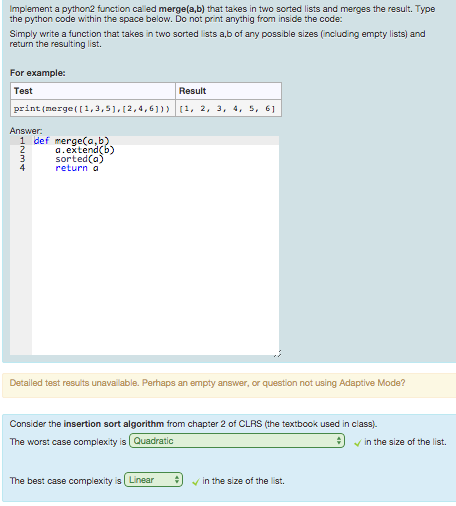 Implement a python2 function called merge(a,b) that takes in two sorted lists and merges the result. Type
the python code within the space below. Do not print anythig from inside the code:
Simply write a function that takes in two sorted lists a,b of any possible sizes (including empty lists) and
return the resulting list.
For example:
Test Result
print(merge([1,3,5],[2,4,6])) [1, 2, 3, 4, 5, 6]
Answer:
1 def merge(a,b)
2 a.extend(b)
3 sorted(a)
4 return a
Detailed test results unavailable. Perhaps an empty answer, or question not using Adaptive Mode?
Consider the insertion sort algorithm from chapter 2 of CLRS (the textbook used in class).
The worst case complexity is Quadratic in the size of the list.
The best case complexity is Linear in the size of the list.